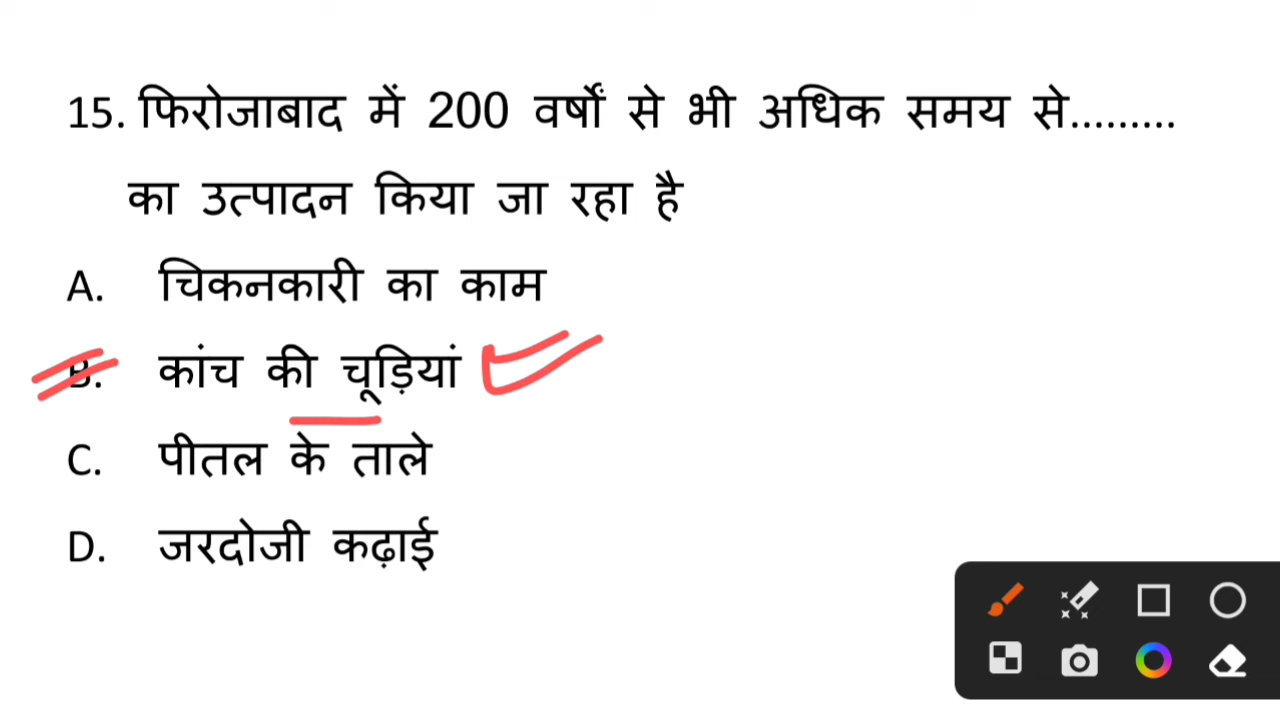 15. फिरोजाबाद में 200 वर्षों से भी अधिक समय से.........
का उत्पादन किया जा रहा है
A. चिकनकारी का काम
B. कांच की चूड़ियां
C. पीतल के ताले
D. जरदोजी कढ़ाई